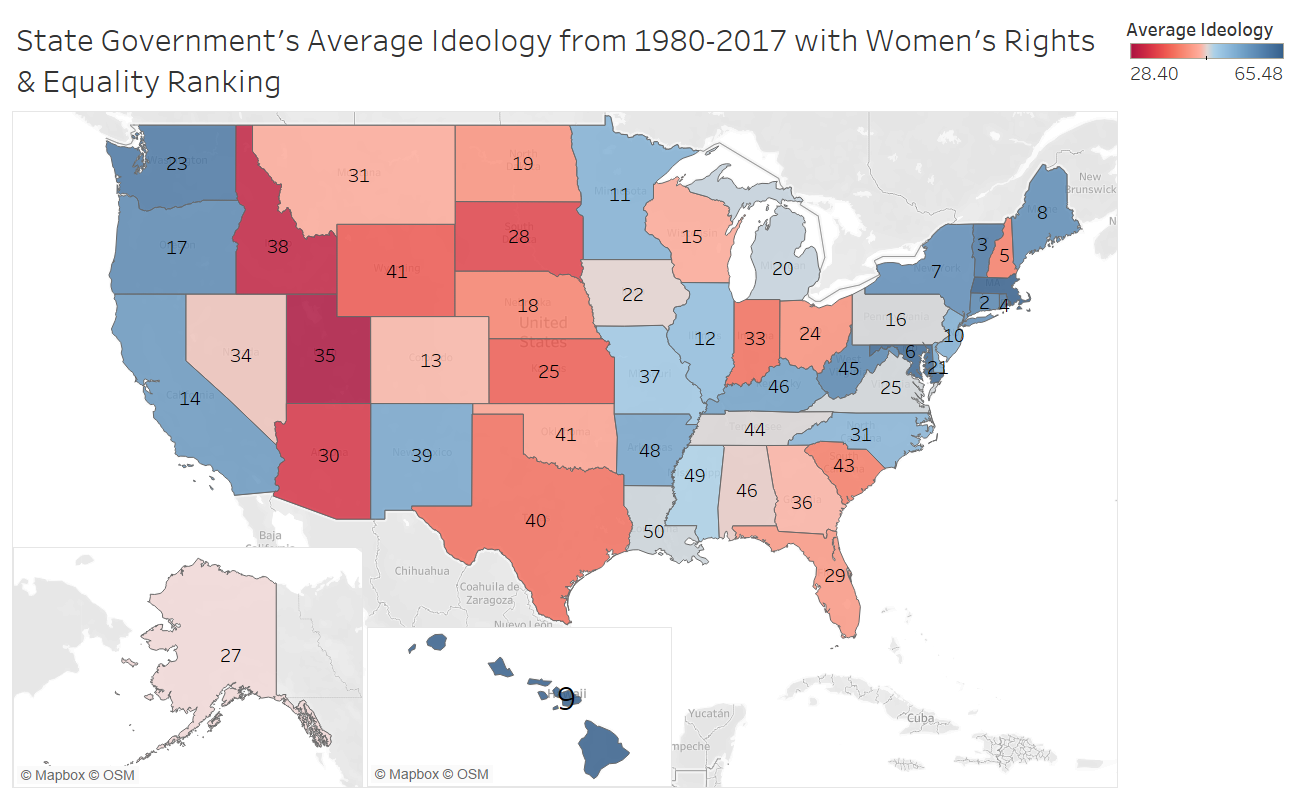 State Government's Average Ideology from 1980-2017 with Women's Rights
& Equality Ranking
Average Ideology
28.40 65.48
23
31
19
11
8
New
Brunswick
17
38
28
15
3
5
41
20
7
22
18
2 4
United
States
16
34
35
13
12
33
24
10
6
25
37
45
21
14
46
25
39
30
41
48
44
31
49
46
43
36
40
50
29
Baja
California
Chihuahua
Coahuila de
Zaragoza
Nuevo León
27
9
Hawaii
Yucatán
mpeche
Cuba
© Mapbox © OSM
© Mapbox © OSM